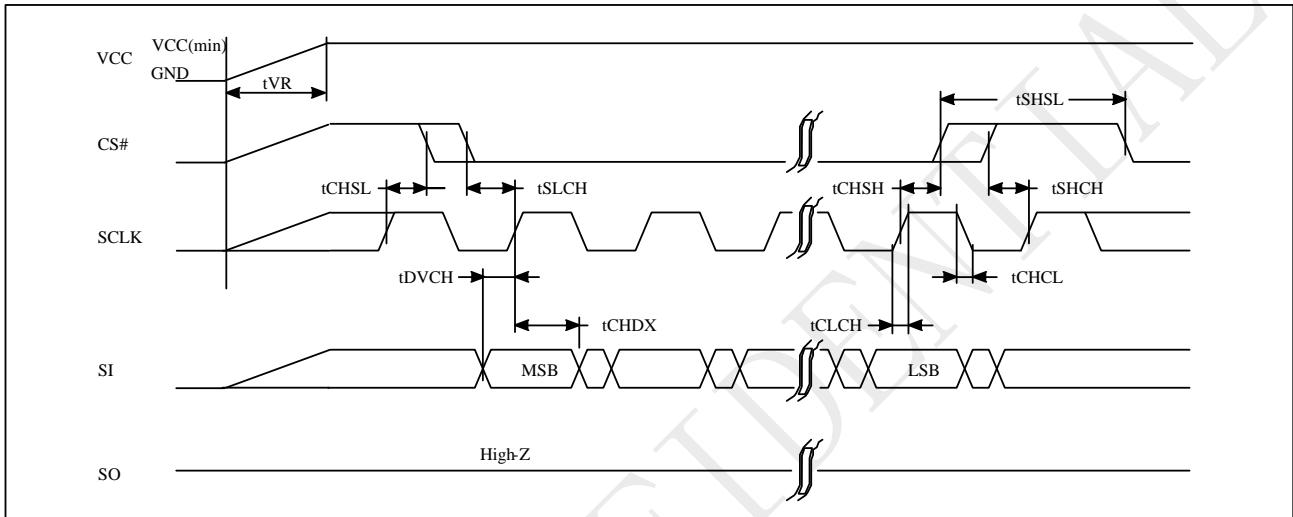 VCC
VCC(min)
GND
tVR
tSHSL
CS#
tCHSL
tSLCH
tCHSH
tSHCH
SCLK
tDVCH
tCHCL
tCHDX
tCLCH
SI
MSB
LSB
High-Z
SO